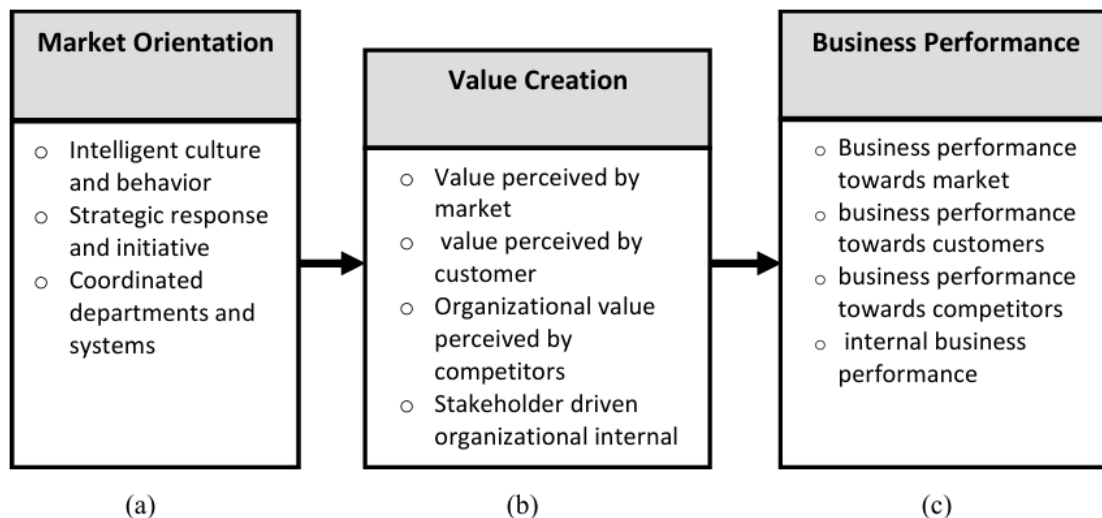 Market Orientation
○ Intelligent culture
and behavior
○ Strategic response
and initiative
○ Coordinated
departments and
systems
Value Creation
○ Value perceived by
market
○ value perceived by
customer
○ Organizational value
perceived by
competitors
○ Stakeholder driven
organizational internal
Business Performance
○ Business performance
towards market
○ business performance
towards customers
○ business performance
towards competitors
○ internal business
performance
(a)
(b)
(c)